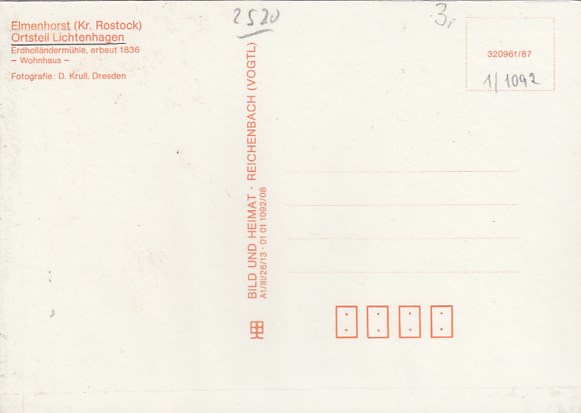 Elmenhorst (Kr. Rostock)
Ortsteil Lichtenhagen
Erdholländermühle, erbaut 1836
– Wohnhaus –
Fotografie: D. Krull, Dresden
2520
3,
320961/87
1/1092
BILD UND HEIMAT · REICHENBACH (VOGTL)
A1/III/26/13 · 01 01 1092/08